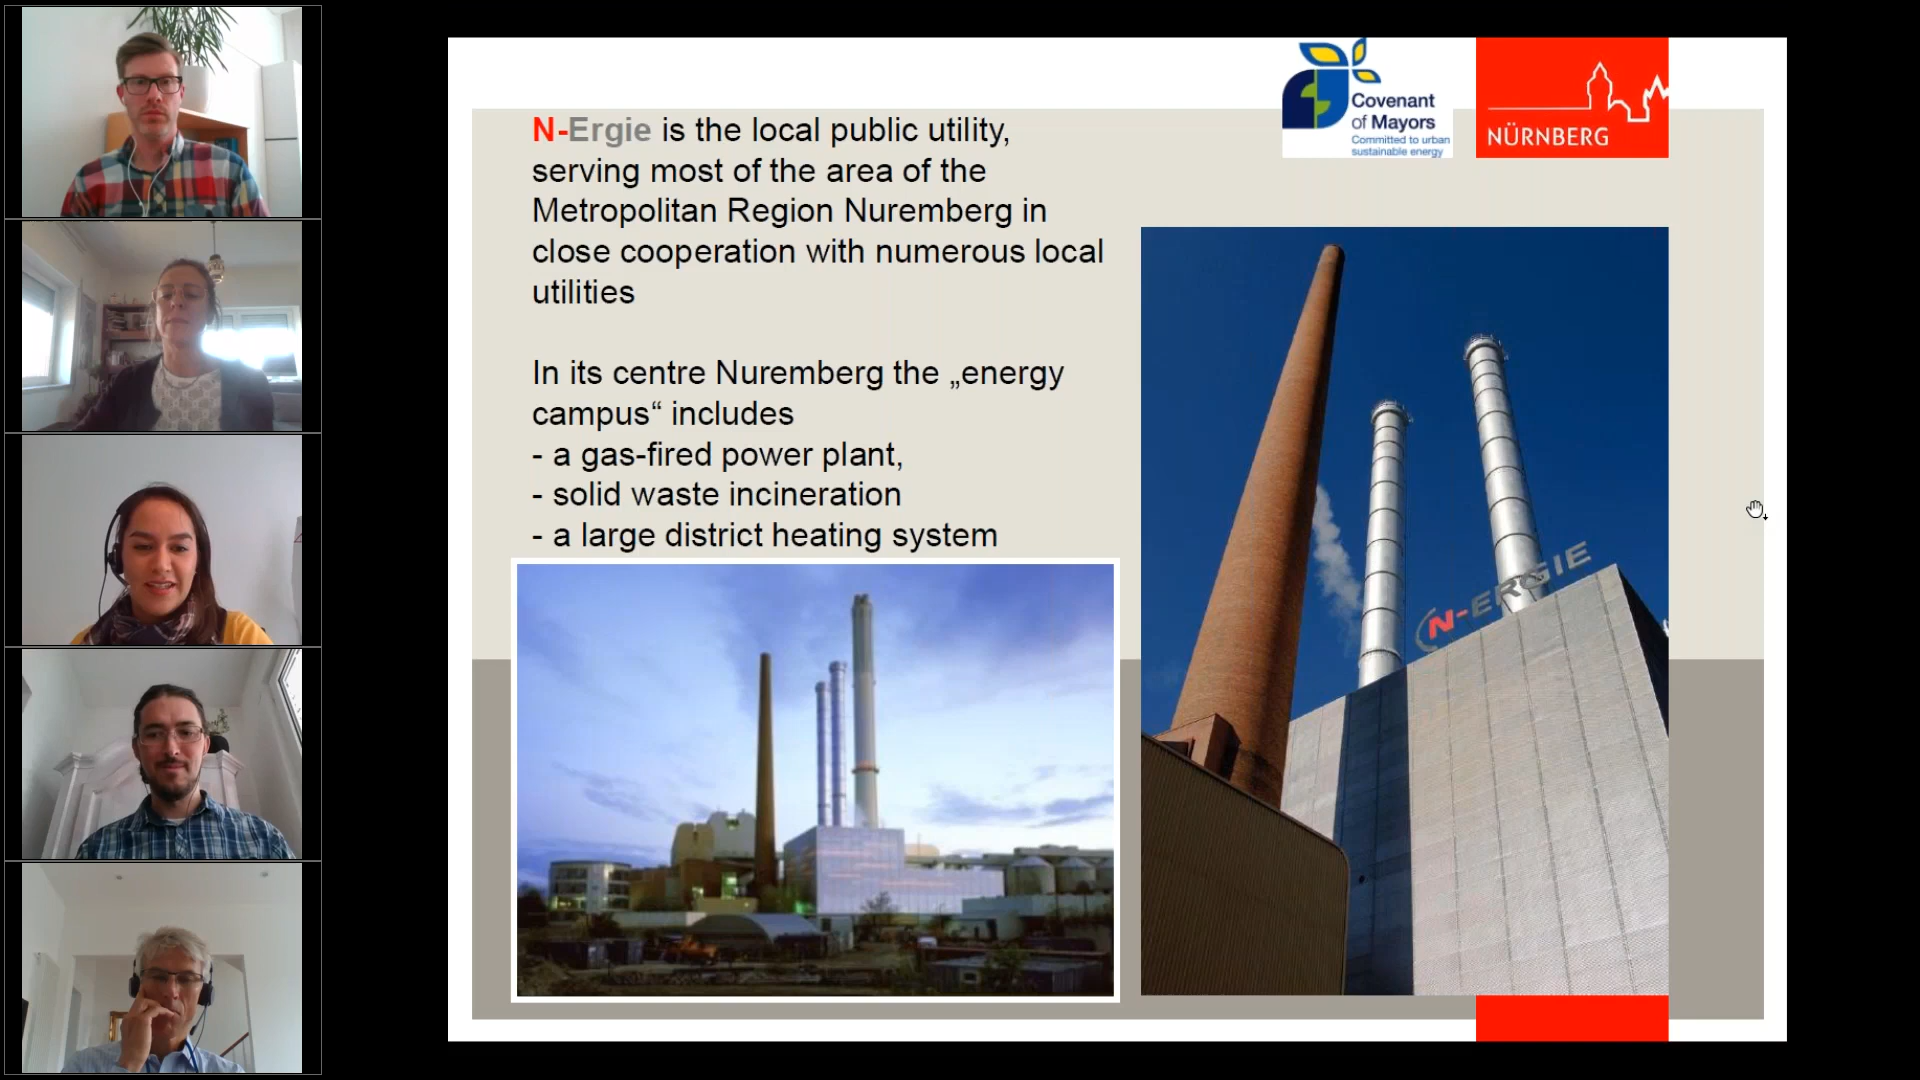 N-Ergie is the local public utility,
serving most of the area of the
Metropolitan Region Nuremberg in
close cooperation with numerous local
utilities
In its centre Nuremberg the „energy
campus“ includes
- a gas-fired power plant,
- solid waste incineration
- a large district heating system
Covenant
of Mayors
Committed to urban
sustainable energy
NÜRNBERG
N-ERGIE